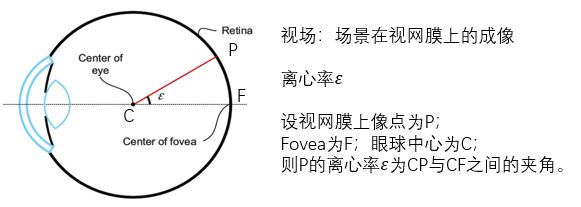 Retina
P
Center of
eye
ε
C
F
Center of fovea
视场：场景在视网膜上的成像
离心率ε
设视网膜上像点为P；
Fovea为F；眼球中心为C；
则P的离心率ε为CP与CF之间的夹角。